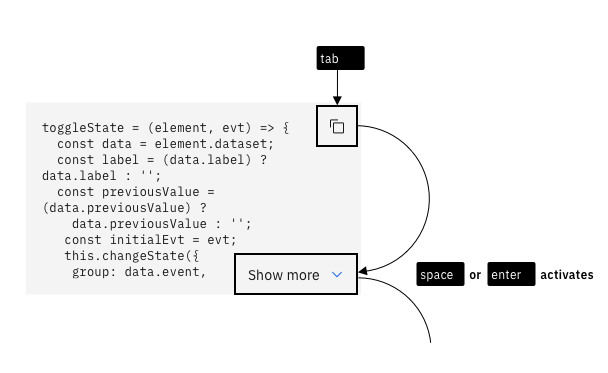 tab
toggleState = (element, evt) => {
const data = element.dataset;
const label = (data.label) ?
data.label : '';
const previousValue =
(data.previousValue) ?
data.previousValue : '';
const initialEvt = evt;
this.changeState({
group: data.event,
Show more
space or enter activates